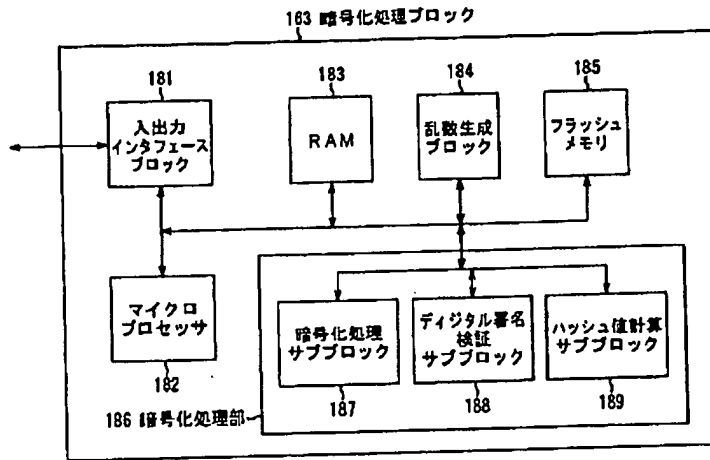 163 暗号化処理ブロック
181
入出力
インタフェース
ブロック
183
RAM
184
乱数生成
ブロック
185
フラッシュ
メモリ
マイクロ
プロセッサ
182
暗号化処理
サブブロック
187
ディジタル署名
検証
サブブロック
188
ハッシュ値計算
サブブロック
189
186 暗号化処理部